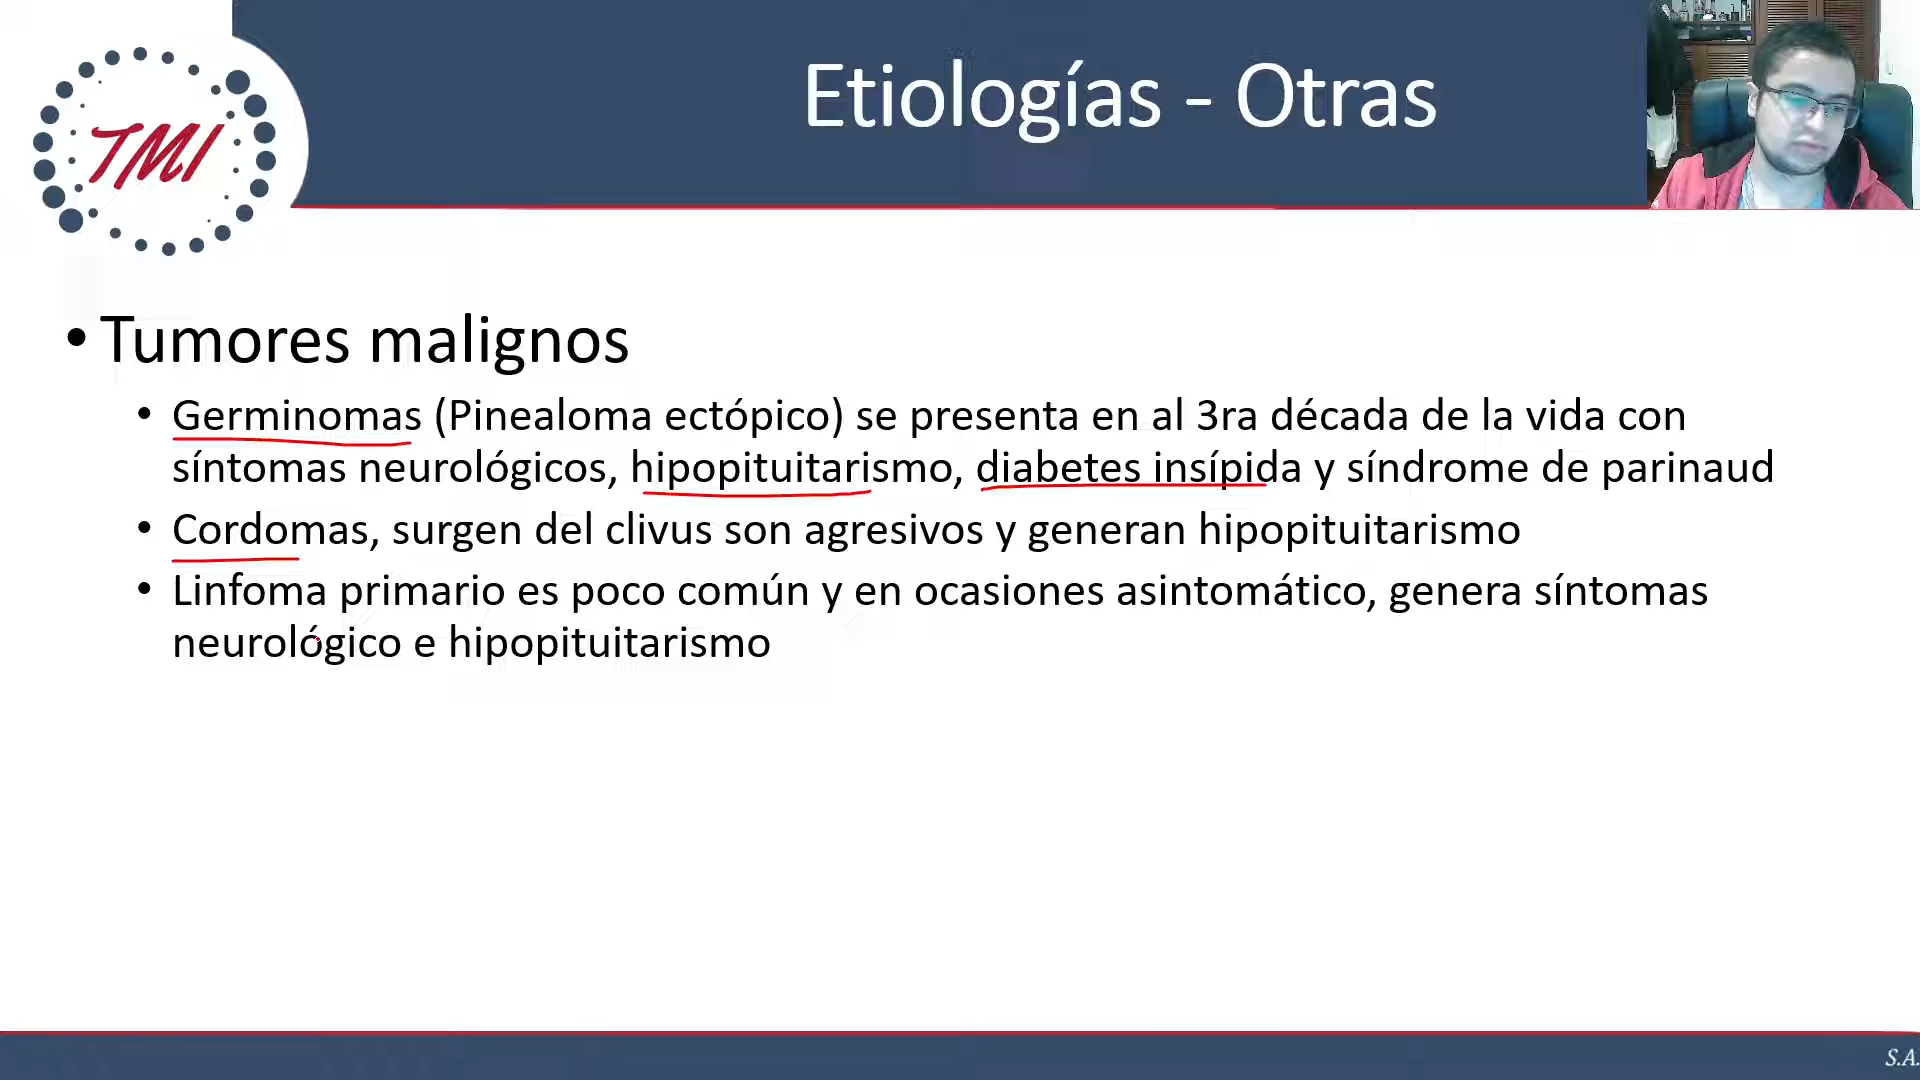 TMI
Etiologías - Otras
• Tumores malignos
• Germinomas (Pinealoma ectópico) se presenta en al 3ra década de la vida con
síntomas neurológicos, hipopituitarismo, diabetes insípida y síndrome de parinaud
• Cordomas, surgen del clivus son agresivos y generan hipopituitarismo
• Linfoma primario es poco común y en ocasiones asintomático, genera síntomas
neurológico e hipopituitarismo
S.A.